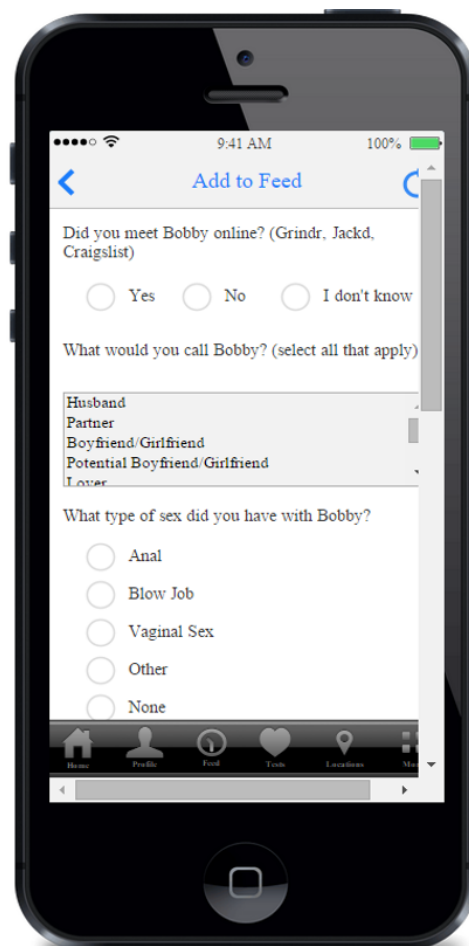 9:41 AM 100%
Add to Feed
Did you meet Bobby online? (Grindr, Jackd,
Craigslist)
Yes No I don't know
What would you call Bobby? (select all that apply)
Husband
Partner
Boyfriend/Girlfriend
Potential Boyfriend/Girlfriend
Lover
What type of sex did you have with Bobby?
Anal
Blow Job
Vaginal Sex
Other
None
Home Profile Feed Tests Locations